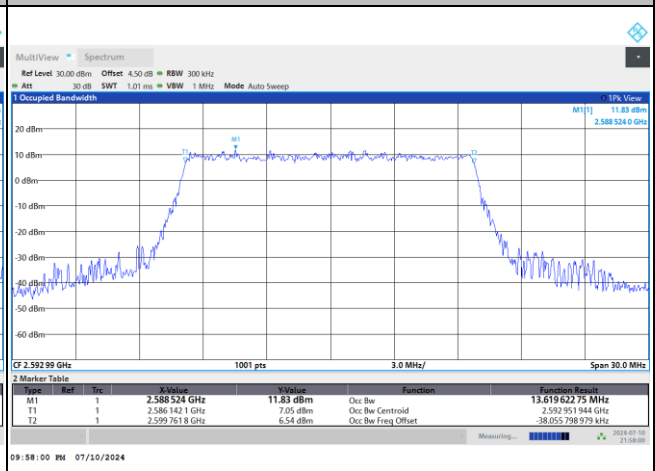 MultiView Spectrum
Ref Level 30.00 dBm Offset 4.50 dB RBW 300 kHz
Att 30 dB SWT 1.01 ms VBW 1 MHz Mode Auto Sweep
1 Occupied Bandwidth 1Pk View
M1[1] 11.83 dBm
2.588 524 0 GHz
20 dBm
M1
T1 T2
10 dBm
0 dBm
-10 dBm
-20 dBm
-30 dBm
-40 dBm
-50 dBm
-60 dBm
CF 2.592 99 GHz 1001 pts 3.0 MHz/ Span 30.0 MHz
2 Marker Table
Type Ref Trc X-Value Y-Value Function Function Result
M1 1 2.588 524 GHz 11.83 dBm Occ Bw 13.619 622 75 MHz
T1 1 2.586 142 1 GHz 7.05 dBm Occ Bw Centroid 2.592 951 944 GHz
T2 1 2.599 761 8 GHz 6.54 dBm Occ Bw Freq Offset -38.055 798 979 kHz
Measuring... 2024-07-10
21:58:00
09:58:00 PM 07/10/2024